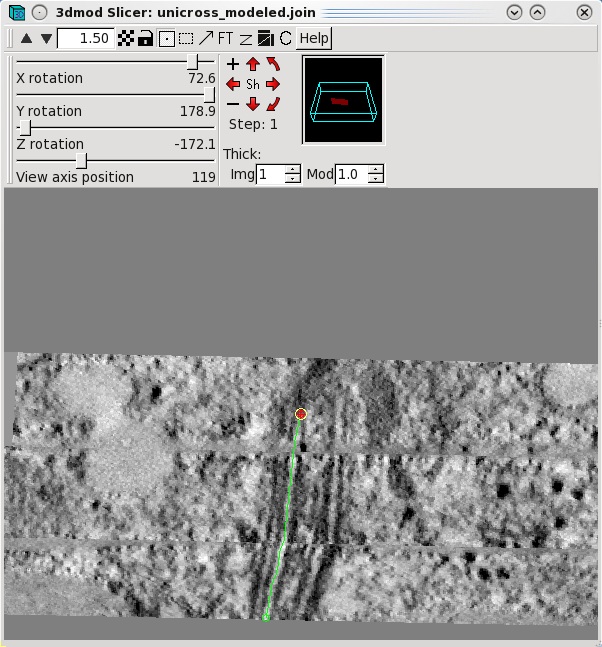 3dmod Slicer: unicross_modeled.join
1.50 FT Z C Help
X rotation 72.6
Y rotation 178.9
Z rotation -172.1
View axis position 119
Sh
Step: 1
Thick:
Img 1 Mod 1.0